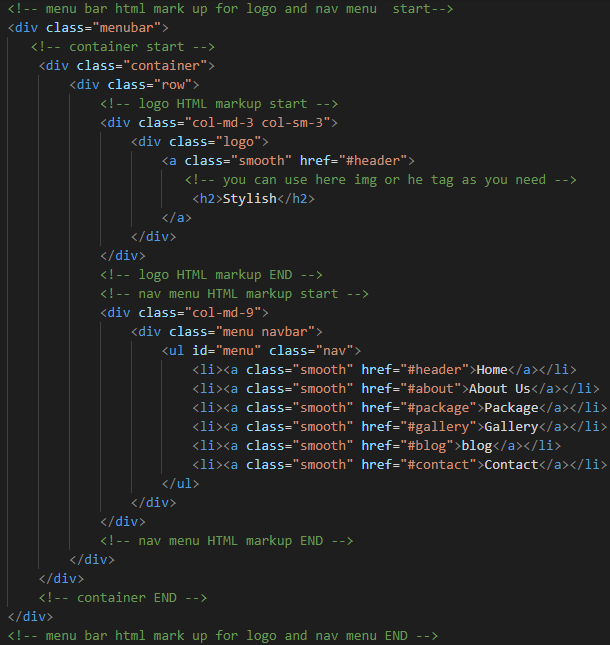 <!-- menu bar html mark up for logo and nav menu  start-->
<div class="menubar">
<!-- container start -->
<div class="container">
<div class="row">
<!-- logo HTML markup start -->
<div class="col-md-3 col-sm-3">
<div class="logo">
<a class="smooth" href="#header">
<!-- you can use here img or he tag as you need -->
<h2>Stylish</h2>
</a>
</div>
</div>
<!-- logo HTML markup END -->
<!-- nav menu HTML markup start -->
<div class="col-md-9">
<div class="menu navbar">
<ul id="menu" class="nav">
<li><a class="smooth" href="#header">Home</a></li>
<li><a class="smooth" href="#about">About Us</a></li>
<li><a class="smooth" href="#package">Package</a></li>
<li><a class="smooth" href="#gallery">Gallery</a></li>
<li><a class="smooth" href="#blog">blog</a></li>
<li><a class="smooth" href="#contact">Contact</a></li>
</ul>
</div>
</div>
<!-- nav menu HTML markup END -->
</div>
</div>
<!-- container END -->
</div>
<!-- menu bar html mark up for logo and nav menu END -->